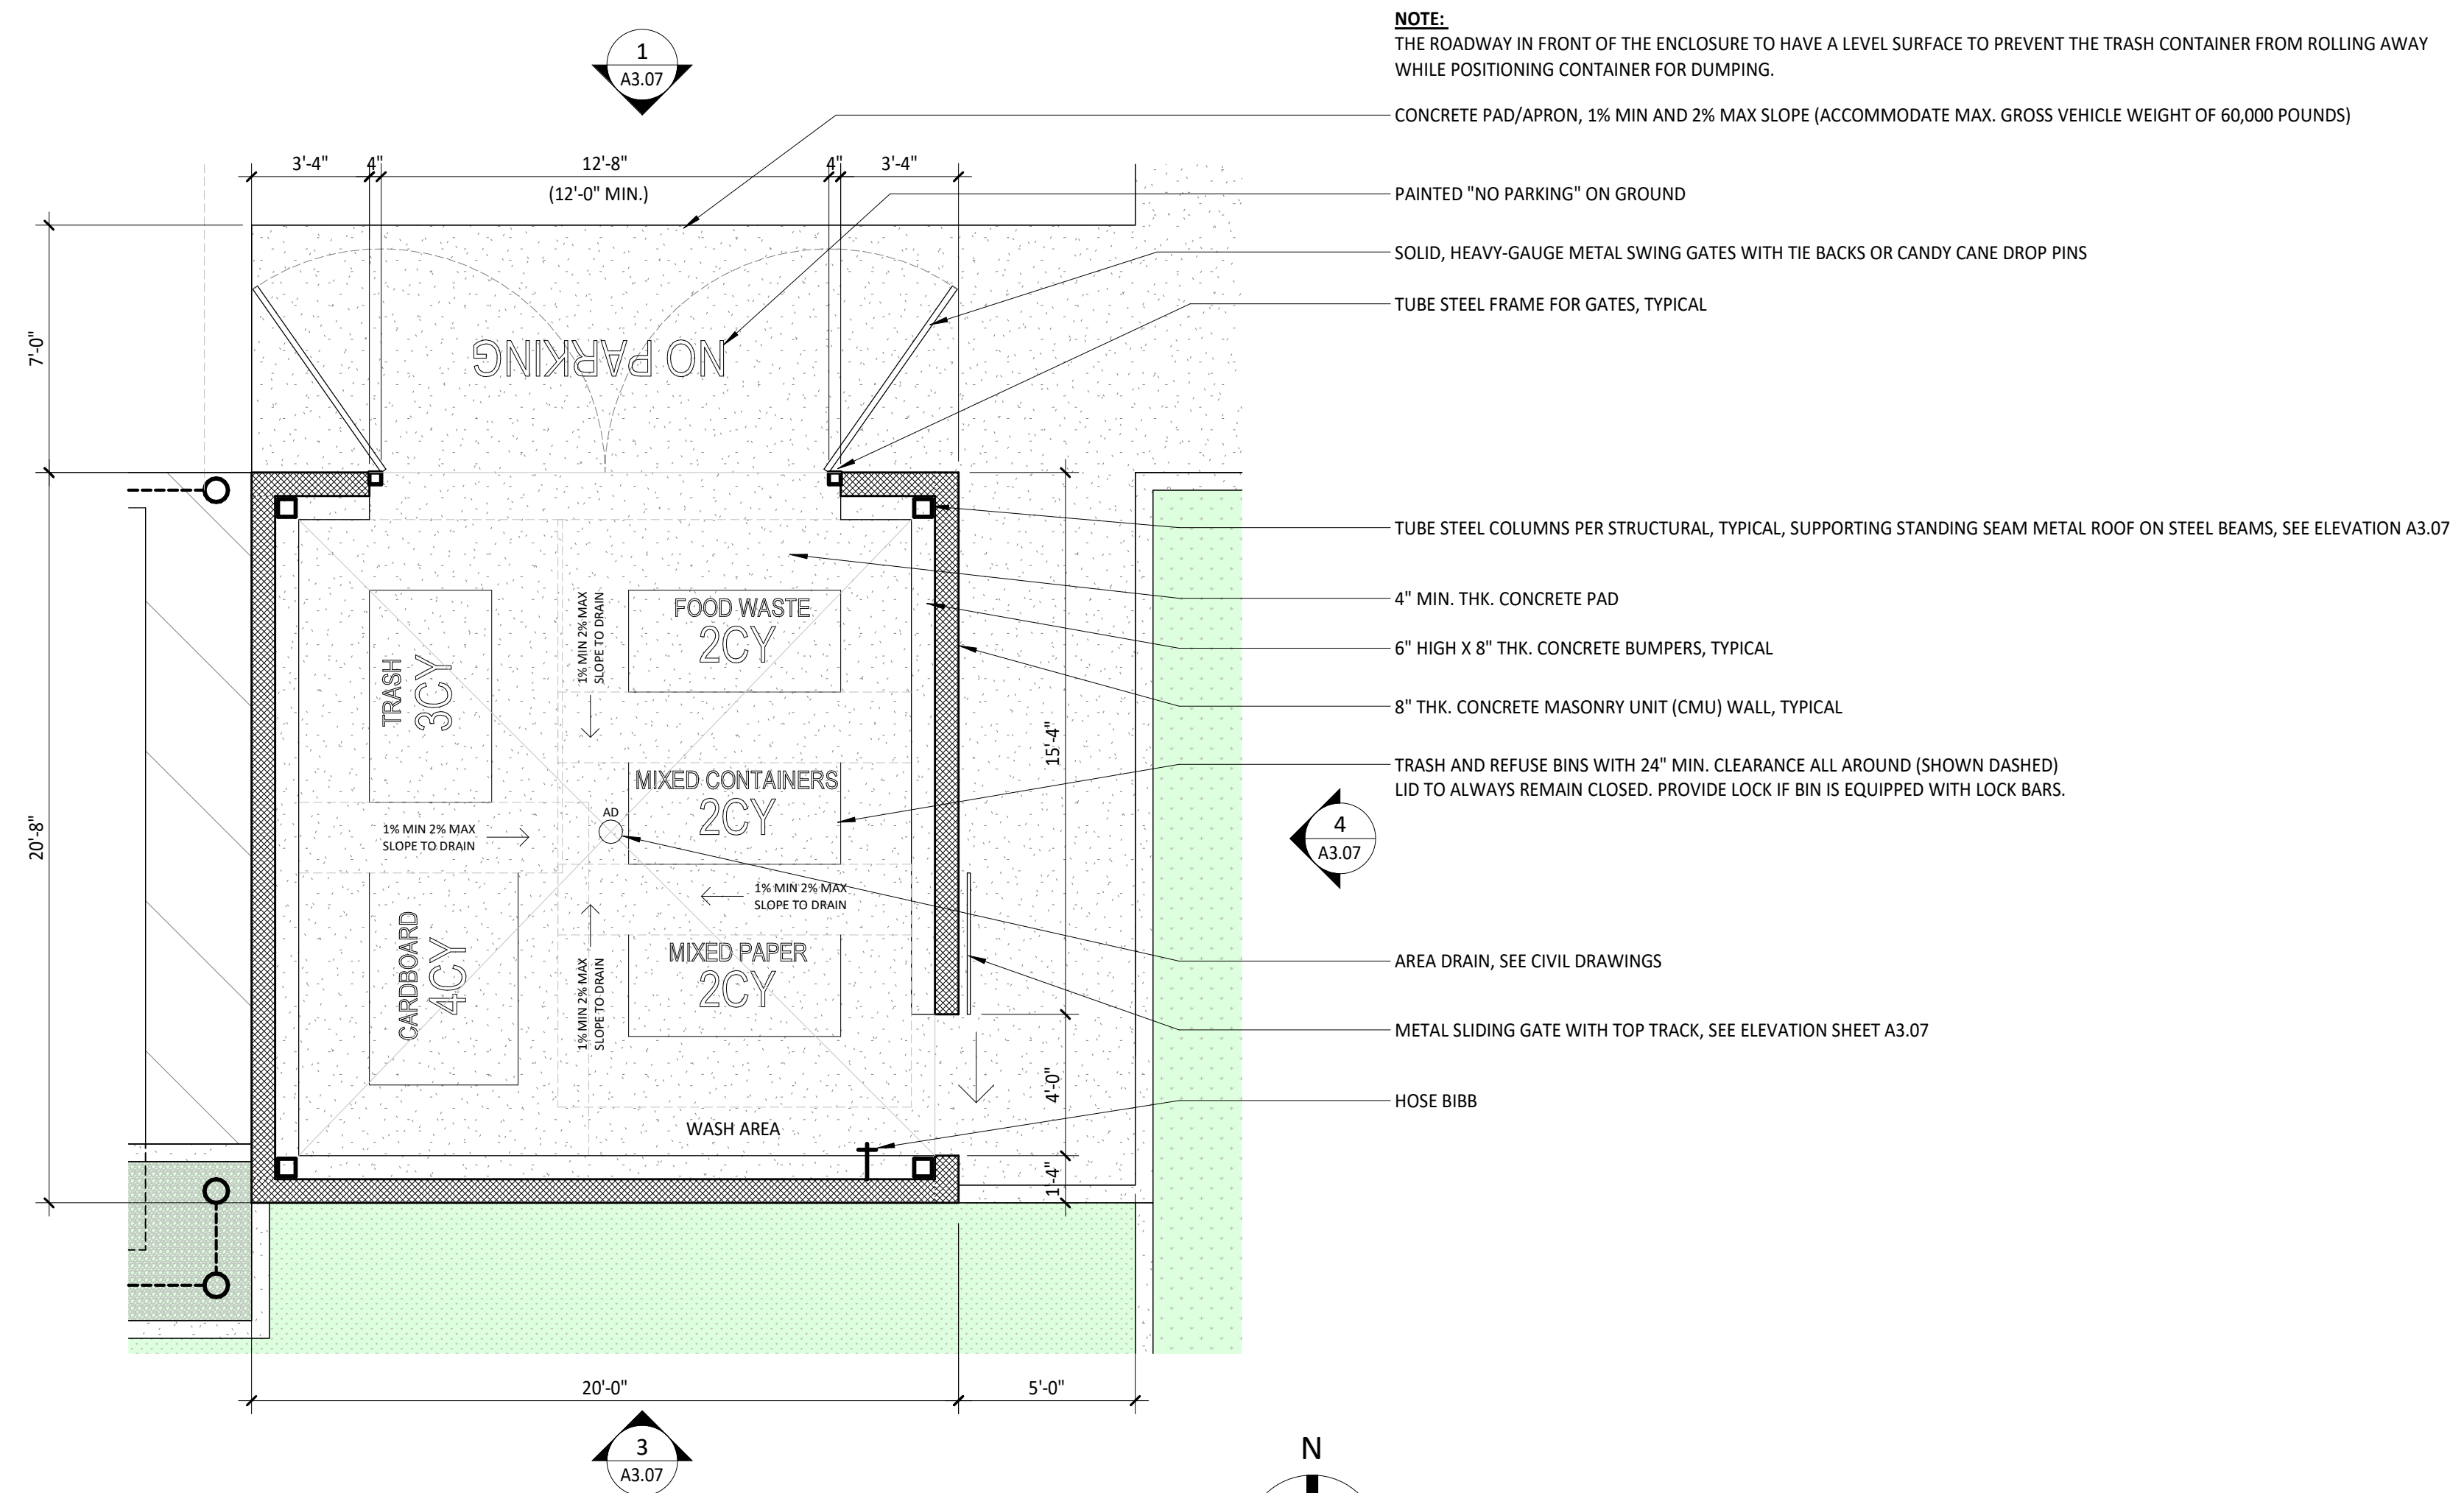 NOTE:
THE ROADWAY IN FRONT OF THE ENCLOSURE TO HAVE A LEVEL SURFACE TO PREVENT THE TRASH CONTAINER FROM ROLLING AWAY
WHILE POSITIONING CONTAINER FOR DUMPING.
1
A3.07
CONCRETE PAD/APRON, 1% MIN AND 2% MAX SLOPE (ACCOMMODATE MAX. GROSS VEHICLE WEIGHT OF 60,000 POUNDS)
3'-4"
4"
12'-8"
4"
3'-4"
(12'-0" MIN.)
PAINTED "NO PARKING" ON GROUND
SOLID, HEAVY-GAUGE METAL SWING GATES WITH TIE BACKS OR CANDY CANE DROP PINS
TUBE STEEL FRAME FOR GATES, TYPICAL
7'-0"
NO PARKING
TUBE STEEL COLUMNS PER STRUCTURAL, TYPICAL, SUPPORTING STANDING SEAM METAL ROOF ON STEEL BEAMS, SEE ELEVATION A3.07
4" MIN. THK. CONCRETE PAD
6" HIGH X 8" THK. CONCRETE BUMPERS, TYPICAL
8" THK. CONCRETE MASONRY UNIT (CMU) WALL, TYPICAL
TRASH AND REFUSE BINS WITH 24" MIN. CLEARANCE ALL AROUND (SHOWN DASHED)
LID TO ALWAYS REMAIN CLOSED. PROVIDE LOCK IF BIN IS EQUIPPED WITH LOCK BARS.
TRASH
3CY
1% MIN 2% MAX
SLOPE TO DRAIN
FOOD WASTE
2CY
MIXED CONTAINERS
2CY
AD
15'-4"
4
A3.07
20'-8"
1% MIN 2% MAX
SLOPE TO DRAIN
1% MIN 2% MAX
SLOPE TO DRAIN
CARDBOARD
4CY
1% MIN 2% MAX
SLOPE TO DRAIN
MIXED PAPER
2CY
AREA DRAIN, SEE CIVIL DRAWINGS
METAL SLIDING GATE WITH TOP TRACK, SEE ELEVATION SHEET A3.07
4'-0"
HOSE BIBB
WASH AREA
1'-4"
20'-0"
5'-0"
3
A3.07
N